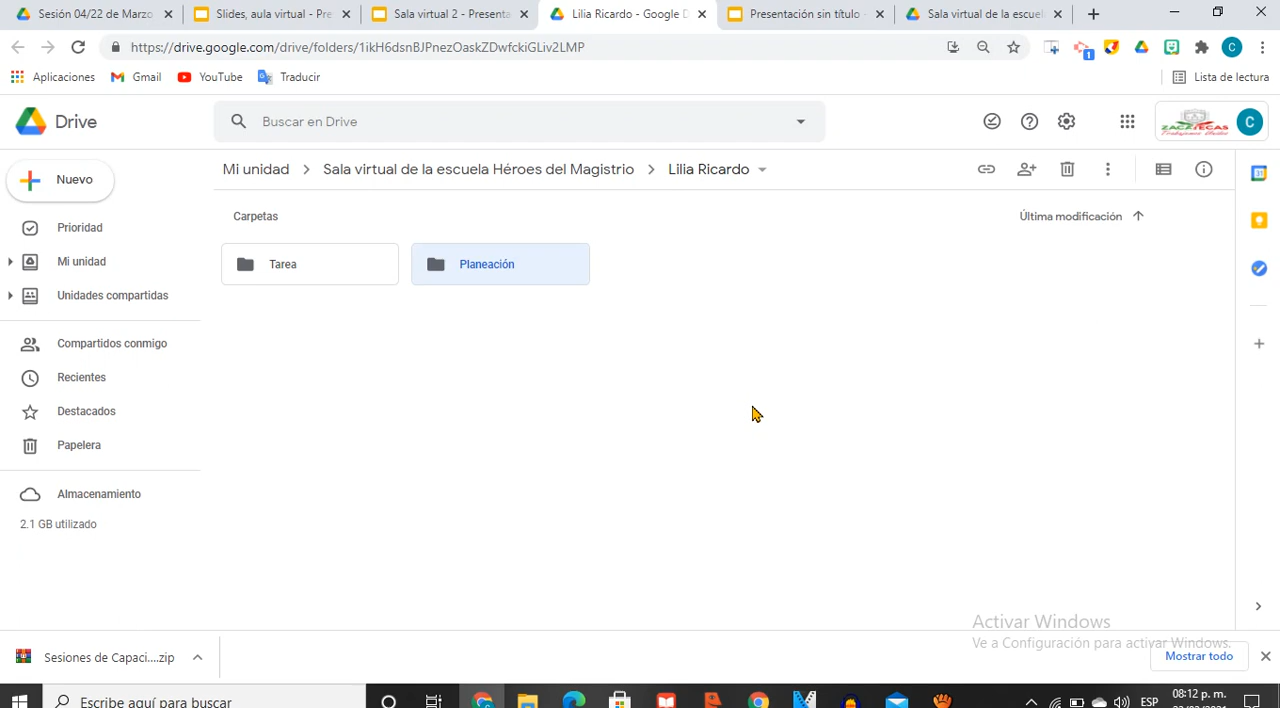 Sesión 04/22 de Marzo
Slides, aula virtual - Pre
Sala virtual 2 - Presenta
Lilia Ricardo - Google D
Presentación sin título -
Sala virtual de la escuel
https://drive.google.com/drive/folders/1ikH6dsnBJPnezOaskZDwfckiGLiv2LMP
1
C
Aplicaciones
Gmail
YouTube
Traducir
Lista de lectura
Drive
Buscar en Drive
ZACATECAS
C
Nuevo
Mi unidad
Sala virtual de la escuela Héroes del Magistrio
Lilia Ricardo
Prioridad
Carpetas
Última modificación
Mi unidad
Tarea
Planeación
Unidades compartidas
Compartidos conmigo
Recientes
Destacados
Papelera
Almacenamiento
2.1 GB utilizado
Activar Windows
Ve a Configuración para activar Windows.
Sesiones de Capaci....zip
Mostrar todo
Escribe aquí para buscar
ESP
08:12 p. m.